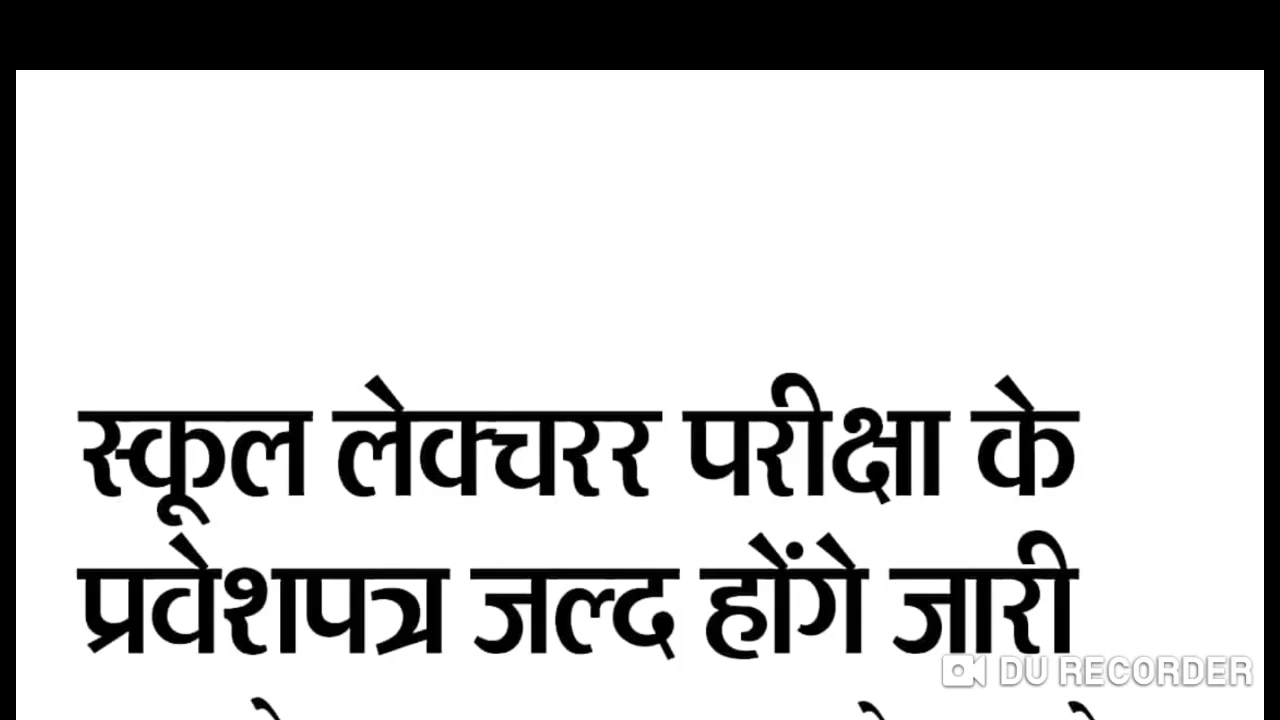 स्कूल लेक्चरर परीक्षा के
प्रवेशपत्र जल्द होंगे जारी
DU RECORDER